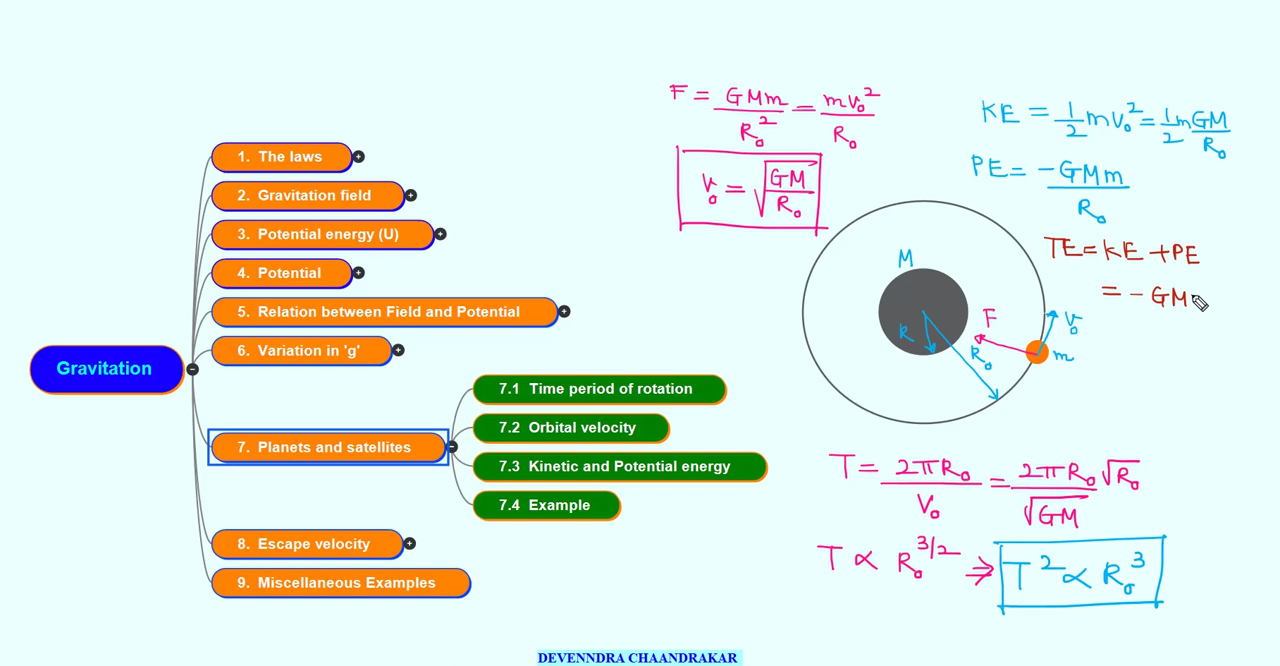 Gravitation
1. The laws
2. Gravitation field
3. Potential energy (U)
4. Potential
5. Relation between Field and Potential
6. Variation in 'g'
7. Planets and satellites
7.1 Time period of rotation
7.2 Orbital velocity
7.3 Kinetic and Potential energy
7.4 Example
8. Escape velocity
9. Miscellaneous Examples
F = GMm/R₀² = mv₀²/R₀
v₀ = √(GM/R₀)
KE = 1/2 mv₀² = 1/2 m GM/R₀
PE = -GMm/R₀
TE = KE + PE
= - GM
M
R
R₀
F
v₀
m
T = 2πR₀/V₀ = 2πR₀√R₀/√GM
T ∝ R₀^3/2 ⇒ T² ∝ R₀³
DEVENNDRA CHAANDRAKAR